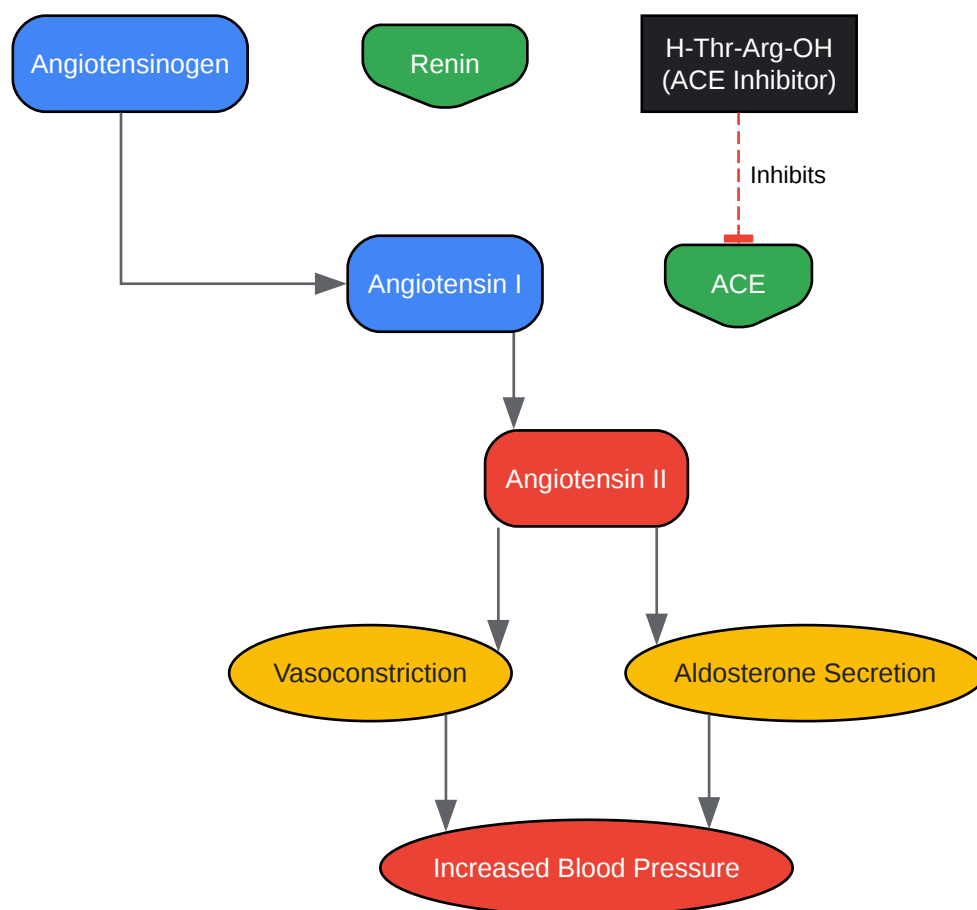 Angiotensinogen
Renin
H-Thr-Arg-OH
(ACE Inhibitor)
Inhibits
Angiotensin I
ACE
Angiotensin II
Vasoconstriction
Aldosterone Secretion
Increased Blood Pressure